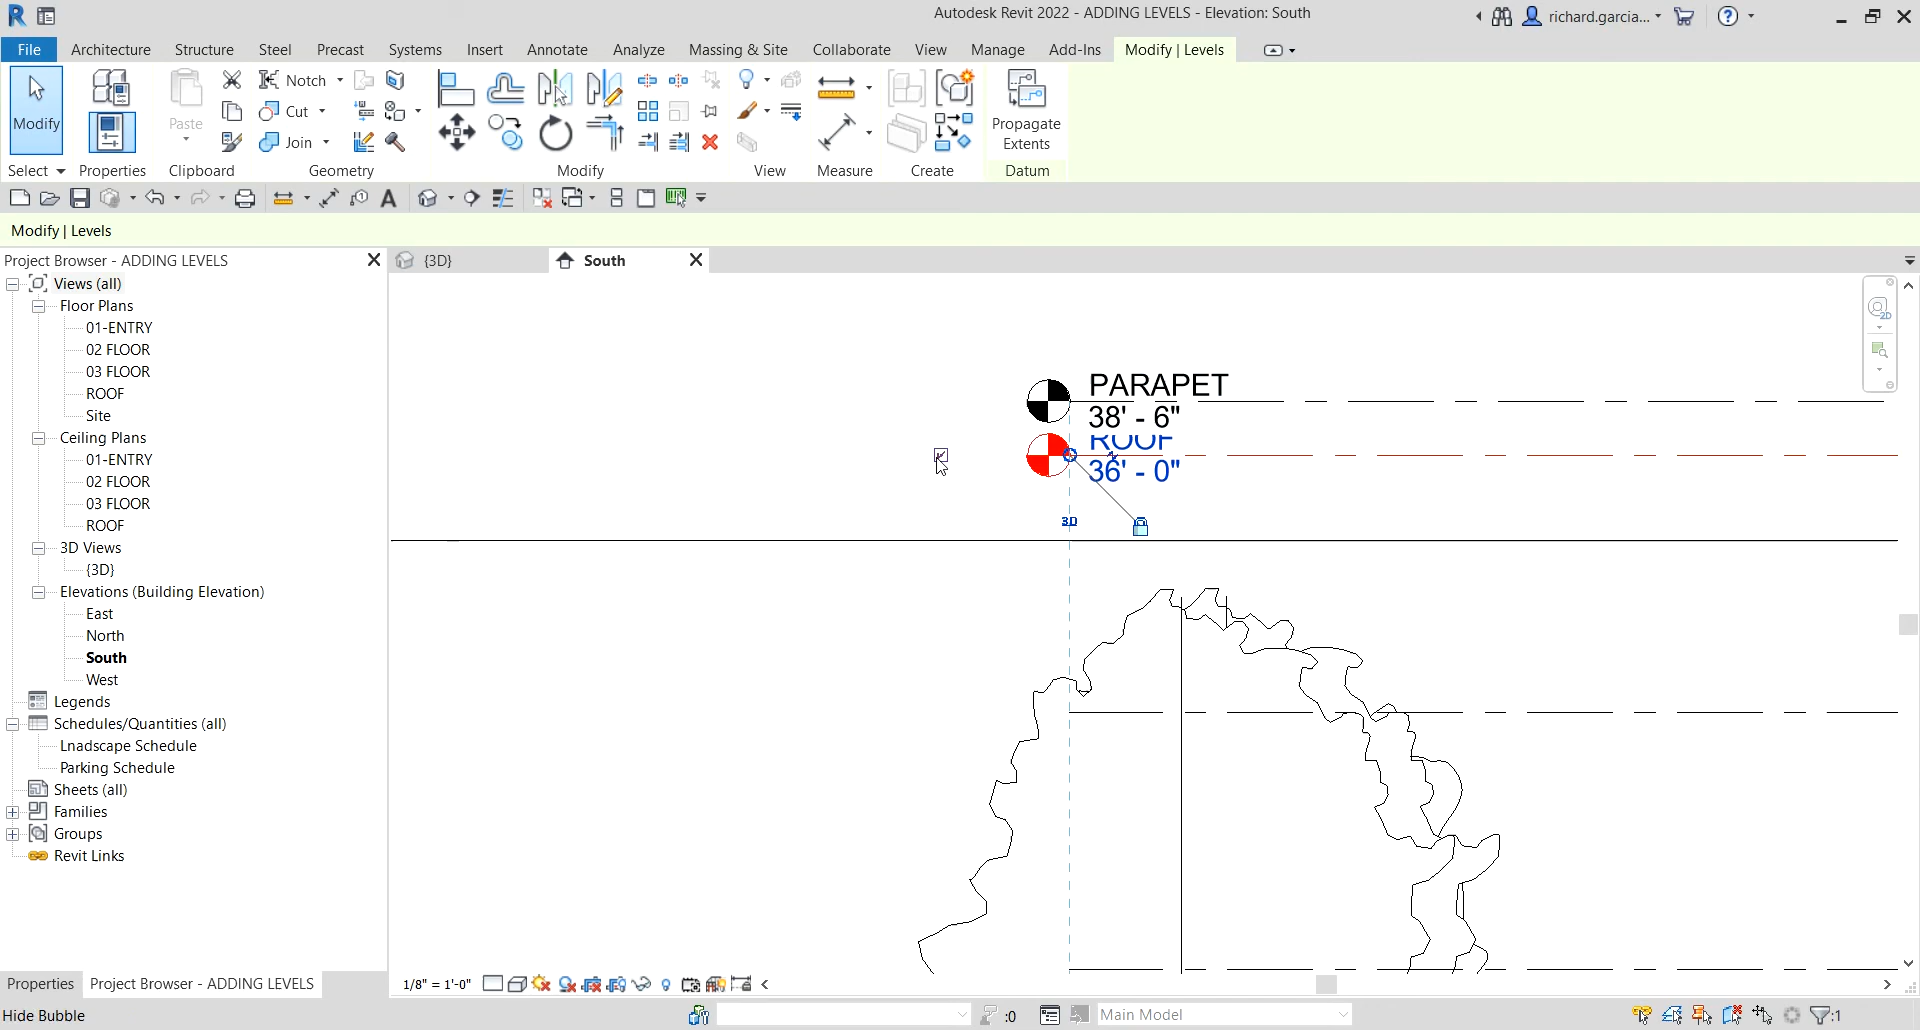 Autodesk Revit 2022 - ADDING LEVELS - Elevation: South
richard.garcia...
File Architecture Structure Steel Precast Systems Insert Annotate Analyze Massing & Site Collaborate View Manage Add-Ins Modify | Levels
Modify
Paste
Notch
Cut
Join
Propagate
Extents
Select Properties Clipboard Geometry Modify View Measure Create Datum
Modify | Levels
Project Browser - ADDING LEVELS
{3D}
South
Views (all)
Floor Plans
01-ENTRY
02 FLOOR
03 FLOOR
ROOF
Site
Ceiling Plans
01-ENTRY
02 FLOOR
03 FLOOR
ROOF
3D Views
{3D}
Elevations (Building Elevation)
East
North
South
West
Legends
Schedules/Quantities (all)
Lnadscape Schedule
Parking Schedule
Sheets (all)
Families
Groups
Revit Links
PARAPET
38' - 6"
ROOF
36' - 0"
3D
2D
Properties Project Browser - ADDING LEVELS
1/8" = 1'-0"
Hide Bubble
:0
Main Model
:1